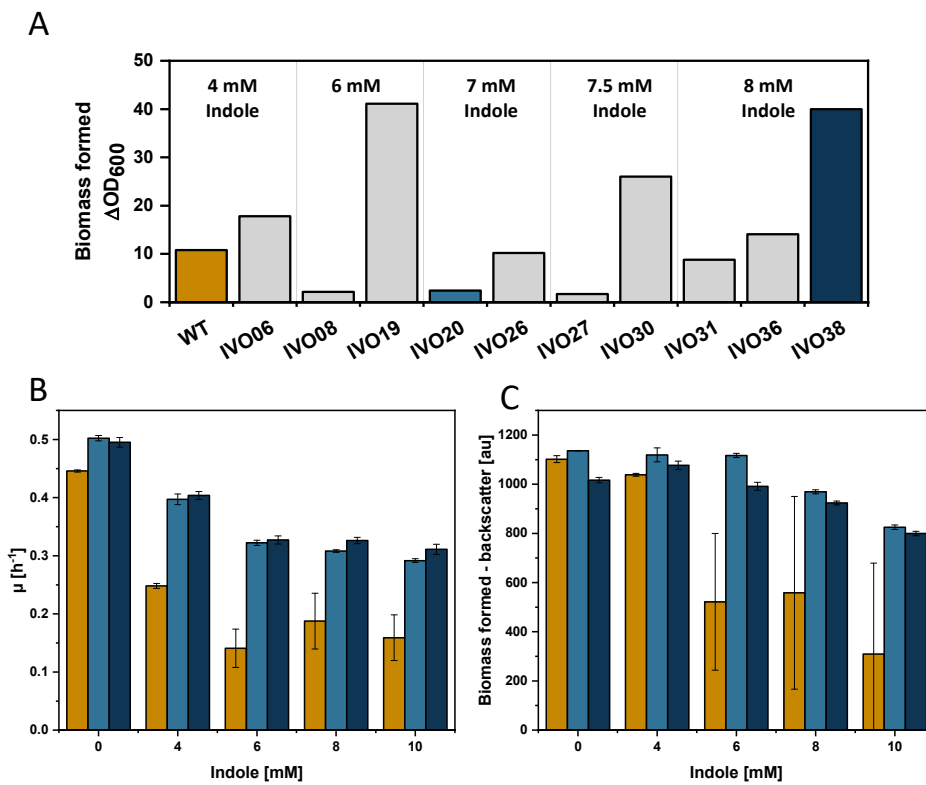 A
4 mM 6 mM 7 mM 7.5 mM 8 mM
Indole Indole Indole Indole
Biomass formed
ΔOD600
50
40
30
20
10
0
WT IVO06 IVO08 IVO19 IVO20 IVO26 IVO27 IVO30 IVO31 IVO36 IVO38
B
µ [h-1]
0.5
0.4
0.3
0.2
0.1
0.0
0 4 6 8 10
Indole [mM]
C
Biomass formed - backscatter [au]
1200
1000
800
600
400
200
0
0 4 6 8 10
Indole [mM]